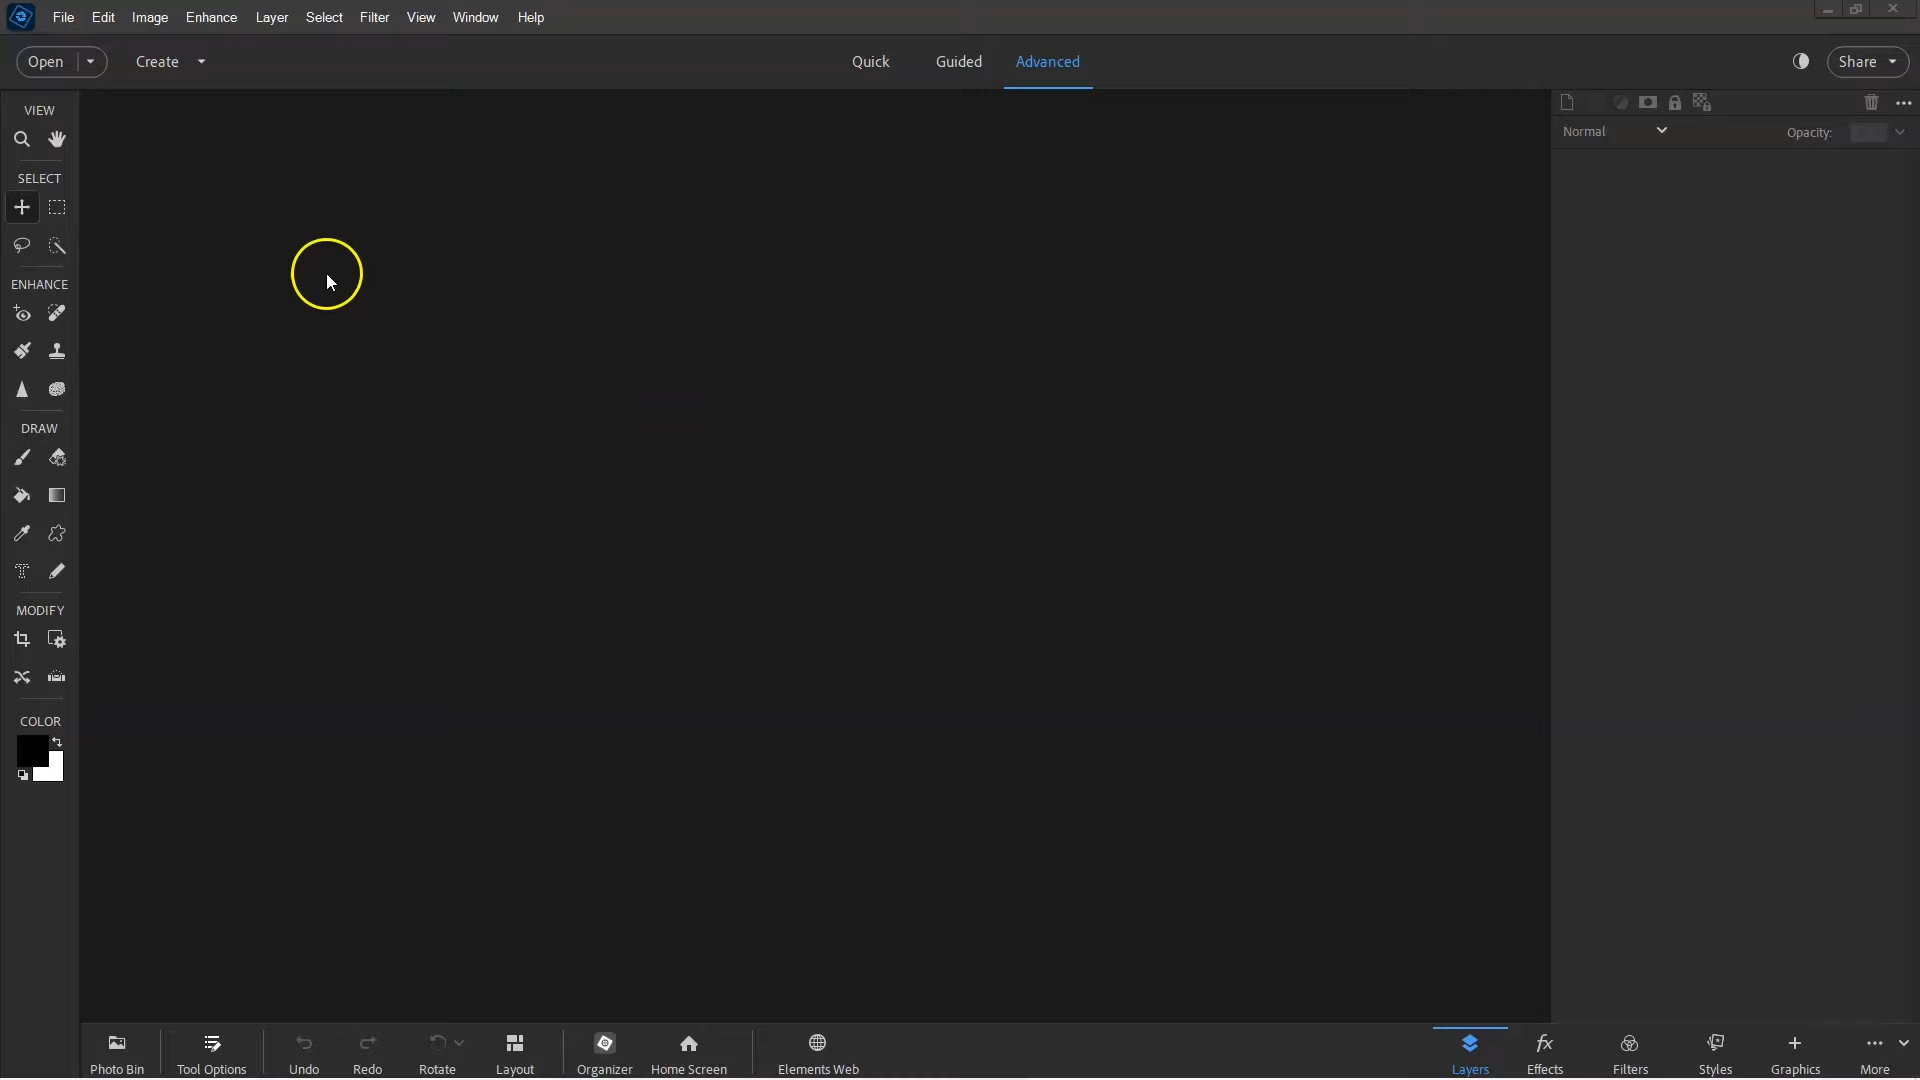 File Edit Image Enhance Layer Select Filter View Window Help
Open Create Quick Guided Advanced Share
VIEW
Normal Opacity:
SELECT
ENHANCE
DRAW
MODIFY
COLOR
Photo Bin Tool Options Undo Redo Rotate Layout Organizer Home Screen Elements Web Layers Effects Filters Styles Graphics More